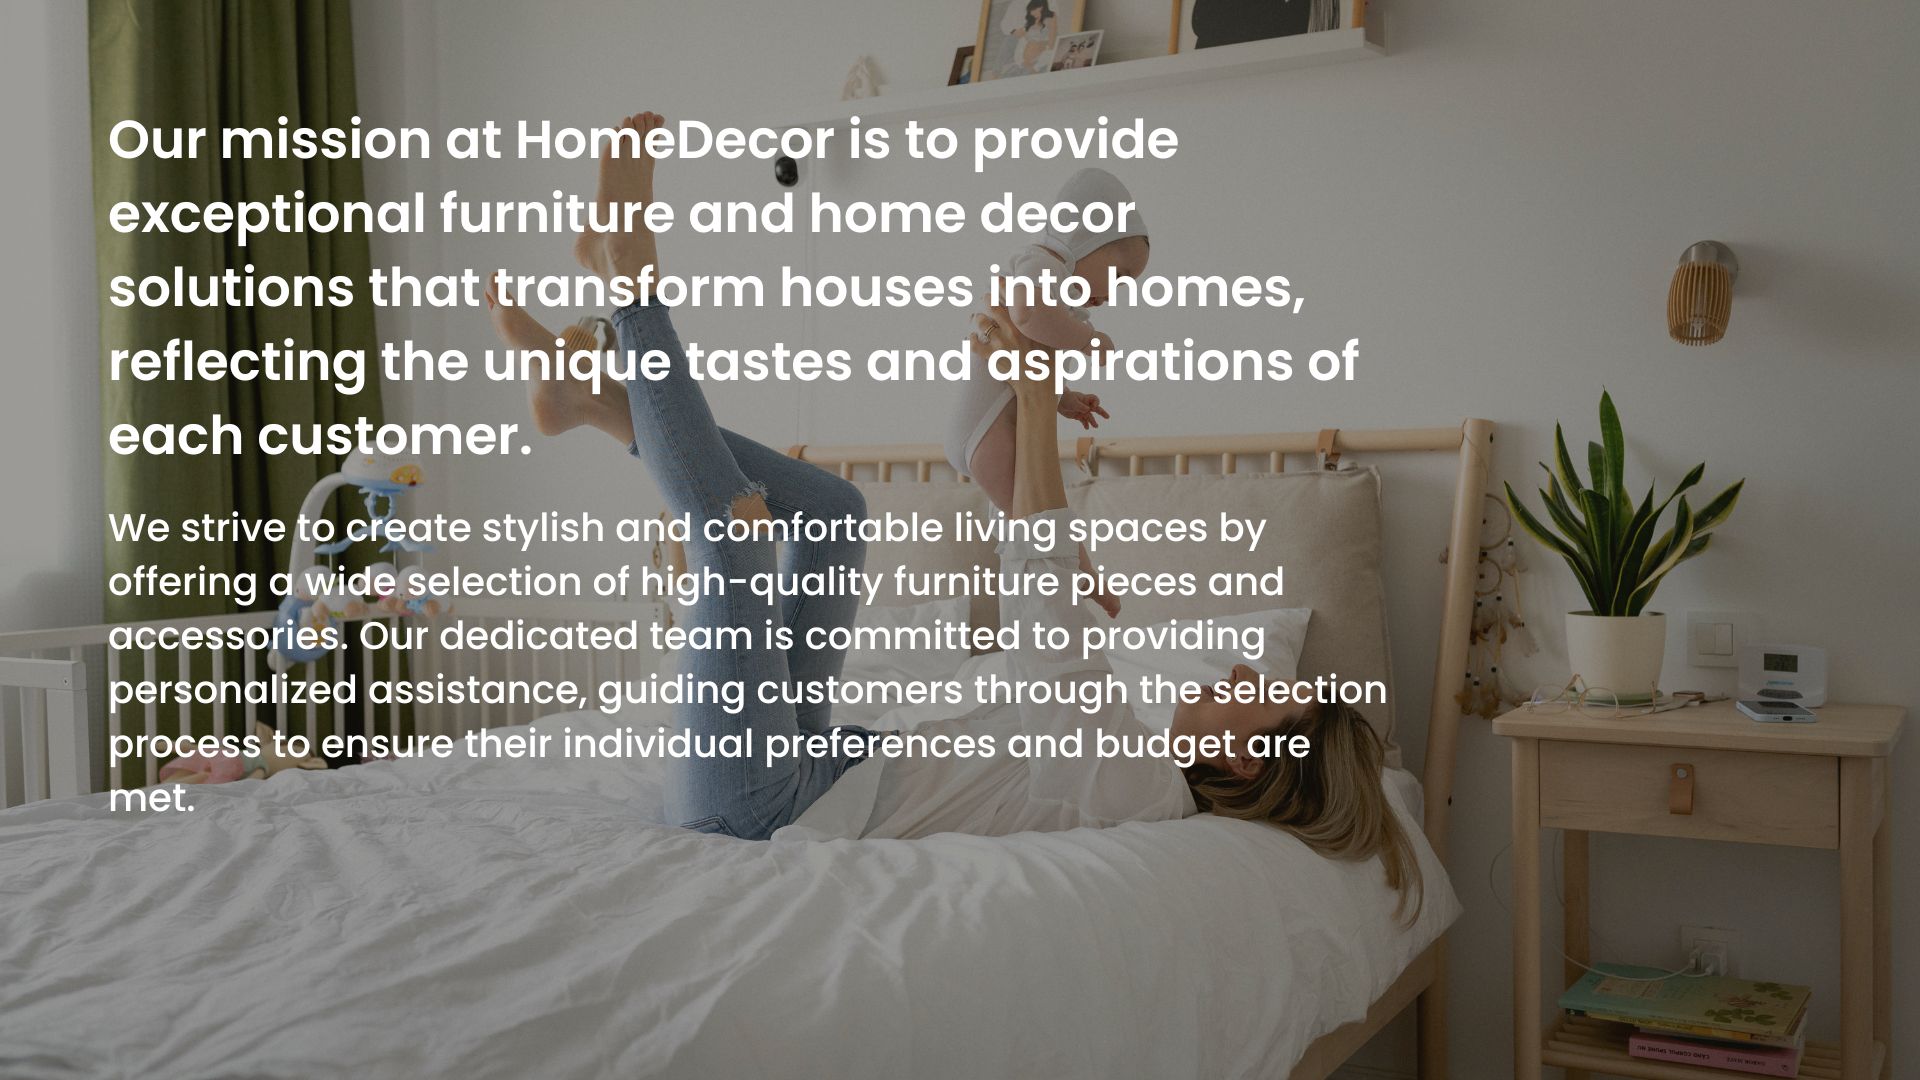 Our mission at HomeDecor is to provide
exceptional furniture and home decor
solutions that transform houses into homes,
reflecting the unique tastes and aspirations of
each customer.
We strive to create stylish and comfortable living spaces by
offering a wide selection of high-quality furniture pieces and
accessories. Our dedicated team is committed to providing
personalized assistance, guiding customers through the selection
process to ensure their individual preferences and budget are
met.